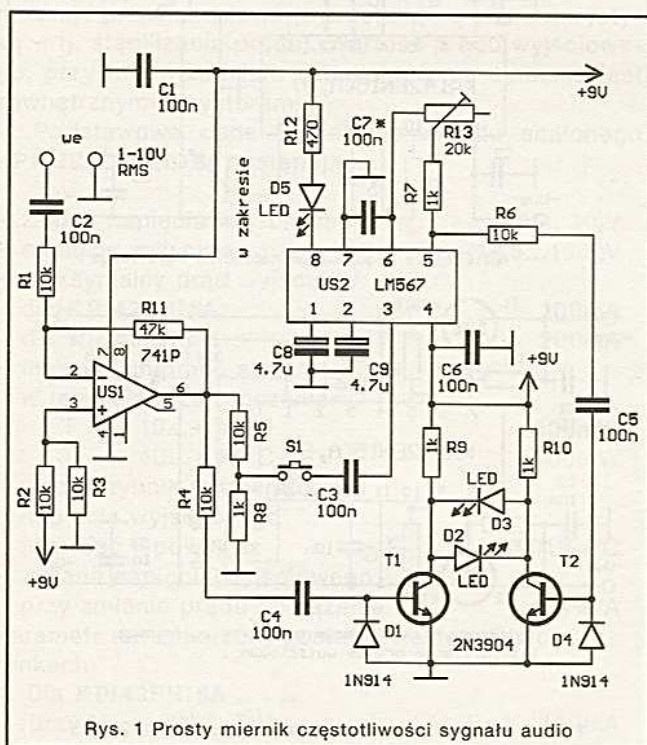 C1
100n
+9V
we
1-10V
RMS
C2
100n
R1
10k
w zakresie
R12
470
D5
LED
C7*
100n
R13
20k
R7
1k
R6
10k
8
7
6
5
US2
LM567
1
2
3
4
C8
4.7u
C9
4.7u
C6
100n
C5
100n
R11
47k
741P
7
8
2
3
US1
6
5
4
1
R2
10k
R3
10k
+9V
R4
10k
R5
10k
R8
1k
S1
C3
100n
C4
100n
+9V
R9
1k
R10
1k
LED
D3
D2
LED
T1
T2
D1
1N914
2N3904
D4
1N914
Rys. 1 Prosty miernik częstotliwości sygnału audio